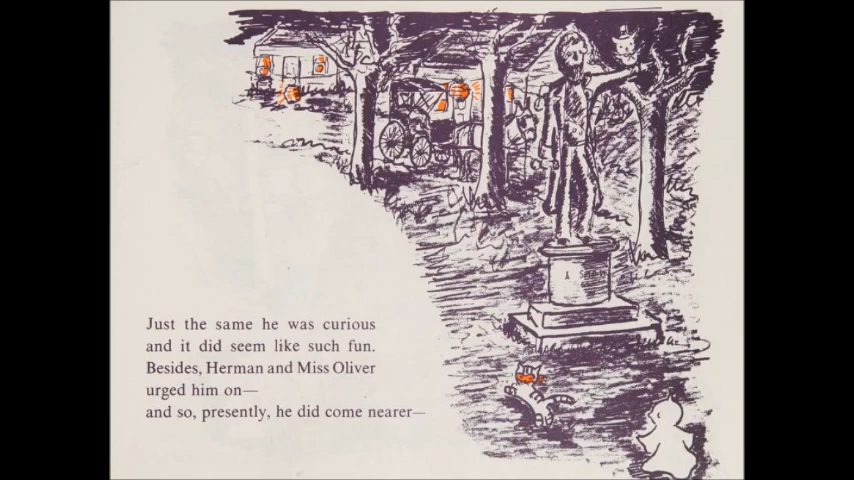 Just the same he was curious
and it did seem like such fun.
Besides, Herman and Miss Oliver
urged him on—
and so, presently, he did come nearer—